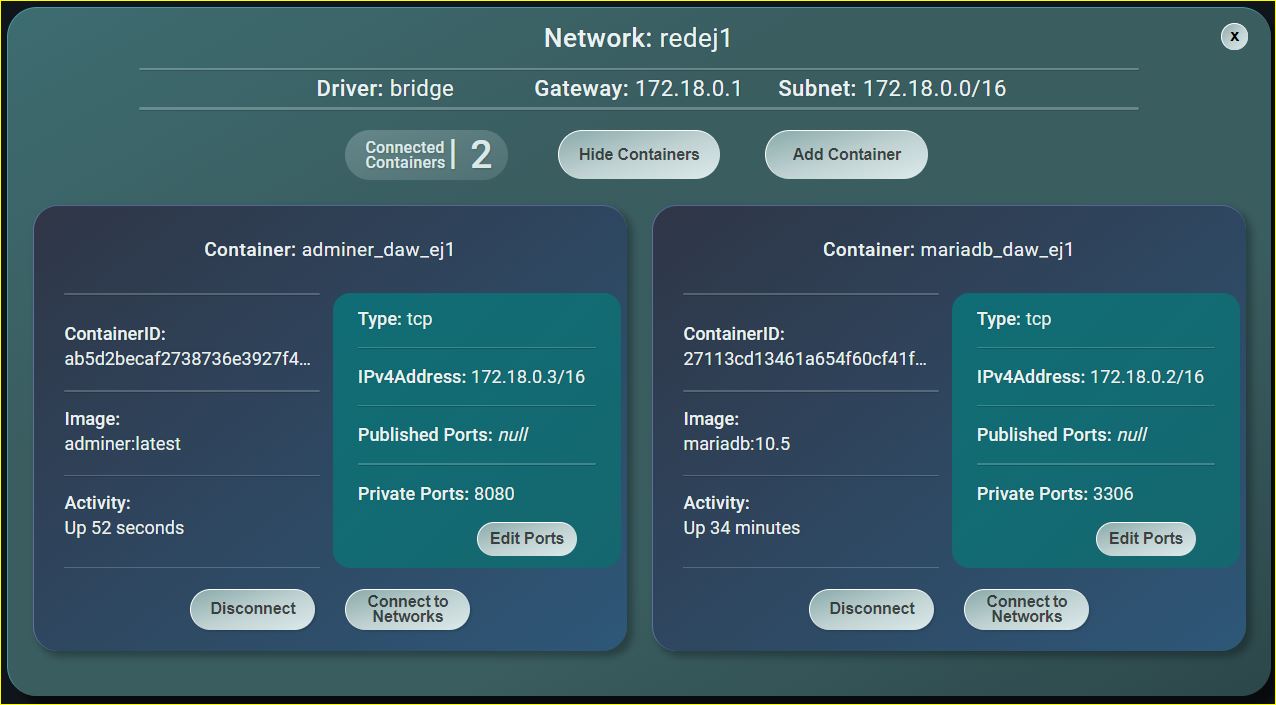 Network: redej1
x
Driver: bridge Gateway: 172.18.0.1 Subnet: 172.18.0.0/16
Connected
Containers
2
Hide Containers
Add Container
Container: adminer_daw_ej1
ContainerID:
ab5d2becaf2738736e3927f4...
Image:
adminer:latest
Activity:
Up 52 seconds
Type: tcp
IPv4Address: 172.18.0.3/16
Published Ports: null
Private Ports: 8080
Edit Ports
Disconnect
Connect to
Networks
Container: mariadb_daw_ej1
ContainerID:
27113cd13461a654f60cf41f...
Image:
mariadb:10.5
Activity:
Up 34 minutes
Type: tcp
IPv4Address: 172.18.0.2/16
Published Ports: null
Private Ports: 3306
Edit Ports
Disconnect
Connect to
Networks